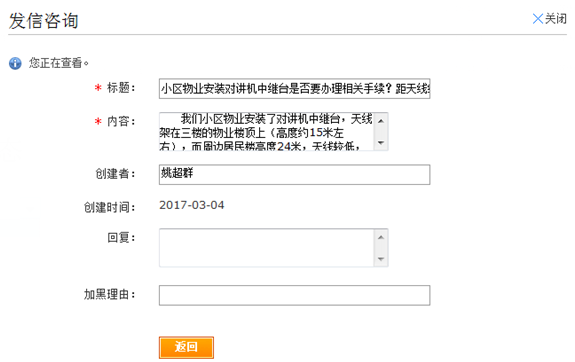 发信咨询
关闭
您正在查看。
* 标题：
小区物业安装对讲机中继台是否要办理相关手续？距天线
* 内容：
我们小区物业安装了对讲机中继台，天线
架在三楼的物业楼顶上（高度约15米左
右），而周边居民楼高度24米，天线较低，
创建者：
姚超群
创建时间：
2017-03-04
回复：
加黑理由：
返回